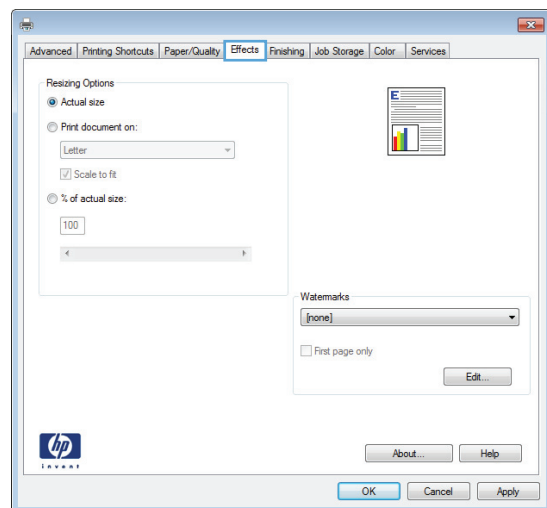 Advanced Printing Shortcuts Paper/Quality Effects Finishing Job Storage Color Services
Resizing Options
Actual size
Print document on:
Letter
Scale to fit
% of actual size:
100
E
Watermarks
[none]
First page only
Edit...
hp
invent
About... Help
OK Cancel Apply